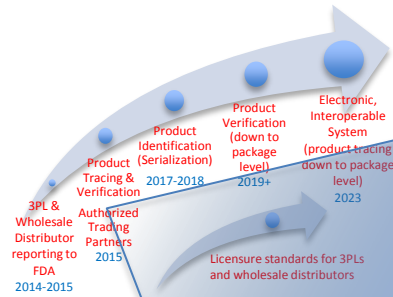 3PL &
Wholesale
Distributor
reporting to
FDA
2014-2015
Product
Tracing &
Verification
Authorized
Trading
Partners
2015
Product
Identification
(Serialization)
2017-2018
Product
Verification
(down to
package
level)
2019+
Electronic,
Interoperable
System
(product tracing
down to package
level)
2023
Licensure standards for 3PLs
and wholesale distributors